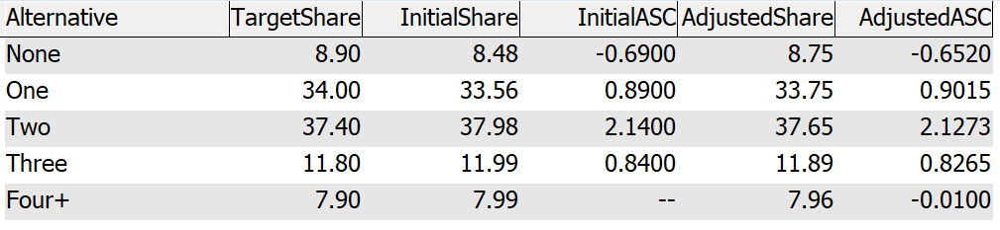 Alternative TargetShare InitialShare InitialASC AdjustedShare AdjustedASC
None 8.90 8.48 -0.6900 8.75 -0.6520
One 34.00 33.56 0.8900 33.75 0.9015
Two 37.40 37.98 2.1400 37.65 2.1273
Three 11.80 11.99 0.8400 11.89 0.8265
Four+ 7.90 7.99 -- 7.96 -0.0100